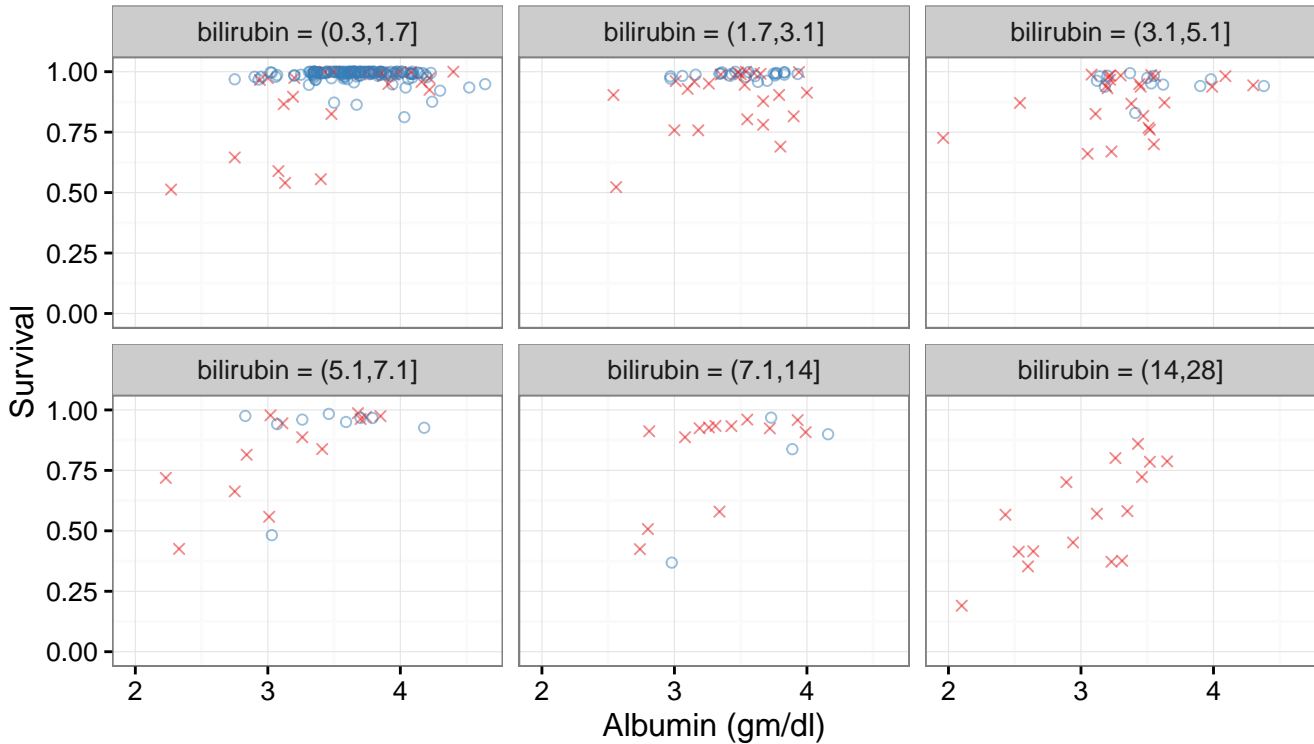 bilirubin = (0.3,1.7] bilirubin = (1.7,3.1] bilirubin = (3.1,5.1]
1.00
0.75
0.50
0.25
0.00
Survival
bilirubin = (5.1,7.1] bilirubin = (7.1,14] bilirubin = (14,28]
1.00
0.75
0.50
0.25
0.00
2 3 4 2 3 4 2 3 4
Albumin (gm/dl)